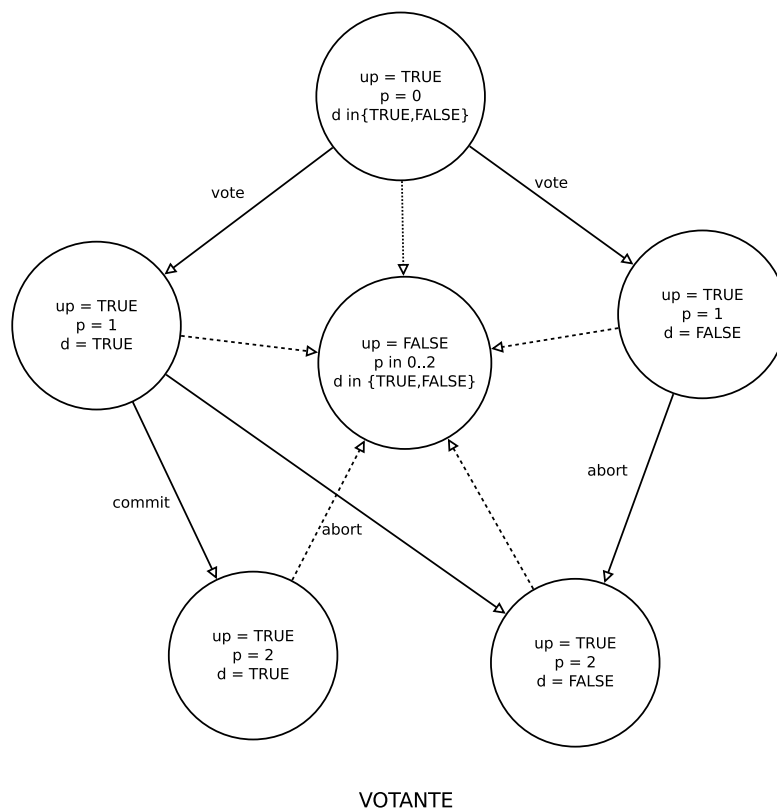 up = TRUE
p = 0
d in{TRUE,FALSE}
vote
vote
up = TRUE
p = 1
d = TRUE
up = FALSE
p in 0..2
d in {TRUE,FALSE}
up = TRUE
p = 1
d = FALSE
commit
abort
abort
up = TRUE
p = 2
d = TRUE
up = TRUE
p = 2
d = FALSE
VOTANTE